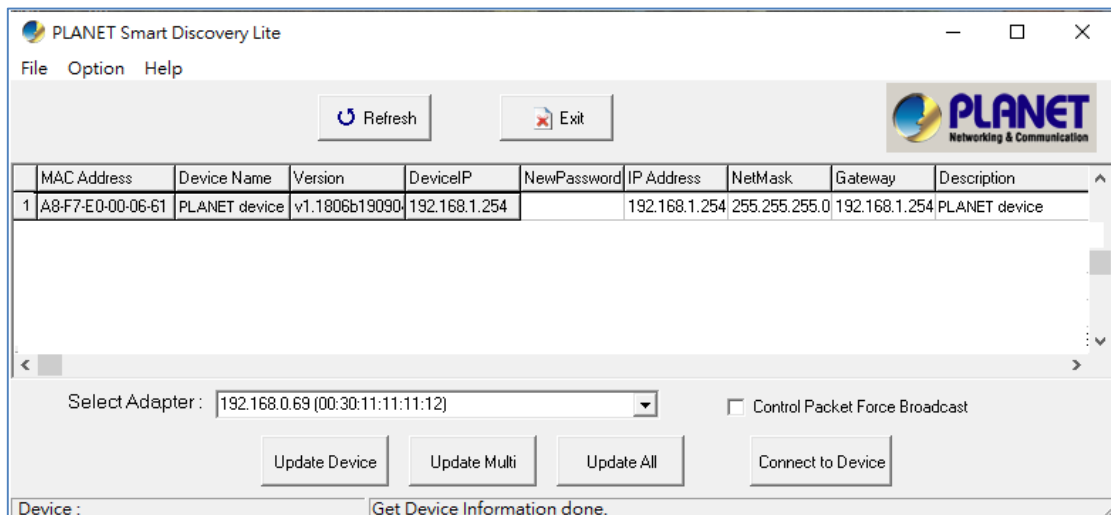 PLANET Smart Discovery Lite
File Option Help
Refresh Exit
PLANET
Networking & Communication
MAC Address Device Name Version DeviceIP NewPassword IP Address NetMask Gateway Description
1 A8-F7-E0-00-06-61 PLANET device v1.1806b19090 192.168.1.254 192.168.1.254 255.255.255.0 192.168.1.254 PLANET device
Select Adapter : 192.168.0.69 (00:30:11:11:11:12) Control Packet Force Broadcast
Update Device Update Multi Update All Connect to Device
Device : Get Device Information done.